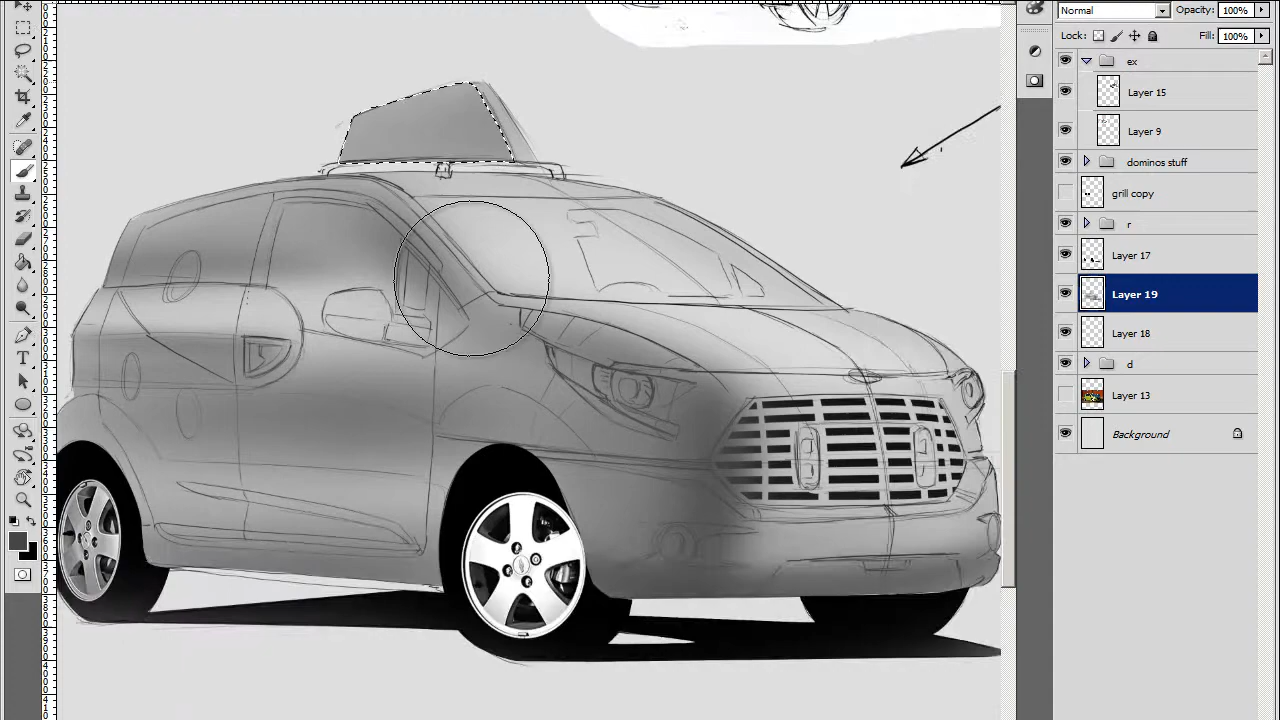 Normal
Opacity: 100%
Lock:
Fill: 100%
ex
Layer 15
Layer 9
dominos stuff
grill copy
r
Layer 17
Layer 19
Layer 18
d
Layer 13
Background
T